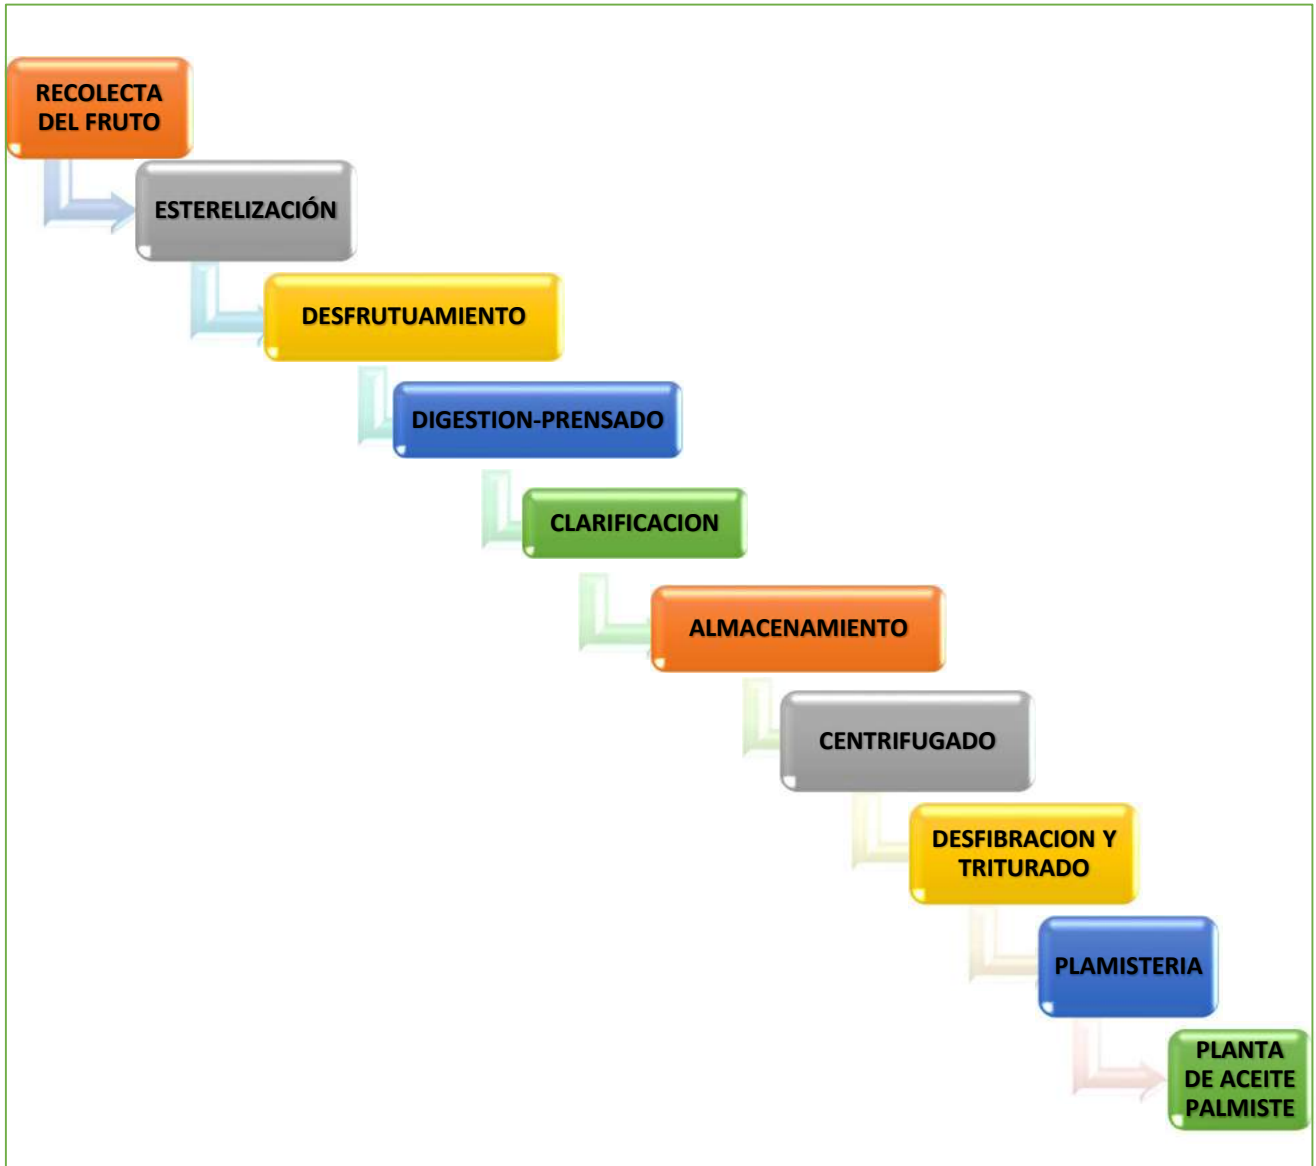 RECOLECTA
DEL FRUTO
ESTERELIZACIÓN
DESFRUTUAMIENTO
DIGESTION-PRENSADO
CLARIFICACION
ALMACENAMIENTO
CENTRIFUGADO
DESFIBRACION Y
TRITURADO
PLAMISTERIA
PLANTA
DE ACEITE
PALMISTE